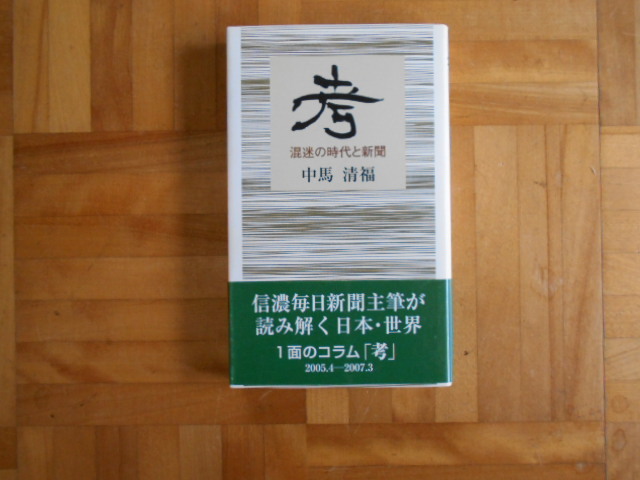 考
混迷の時代と新聞
中馬 清福
信濃毎日新聞主筆が
読み解く日本・世界
1面のコラム「考」
2005.4—2007.3